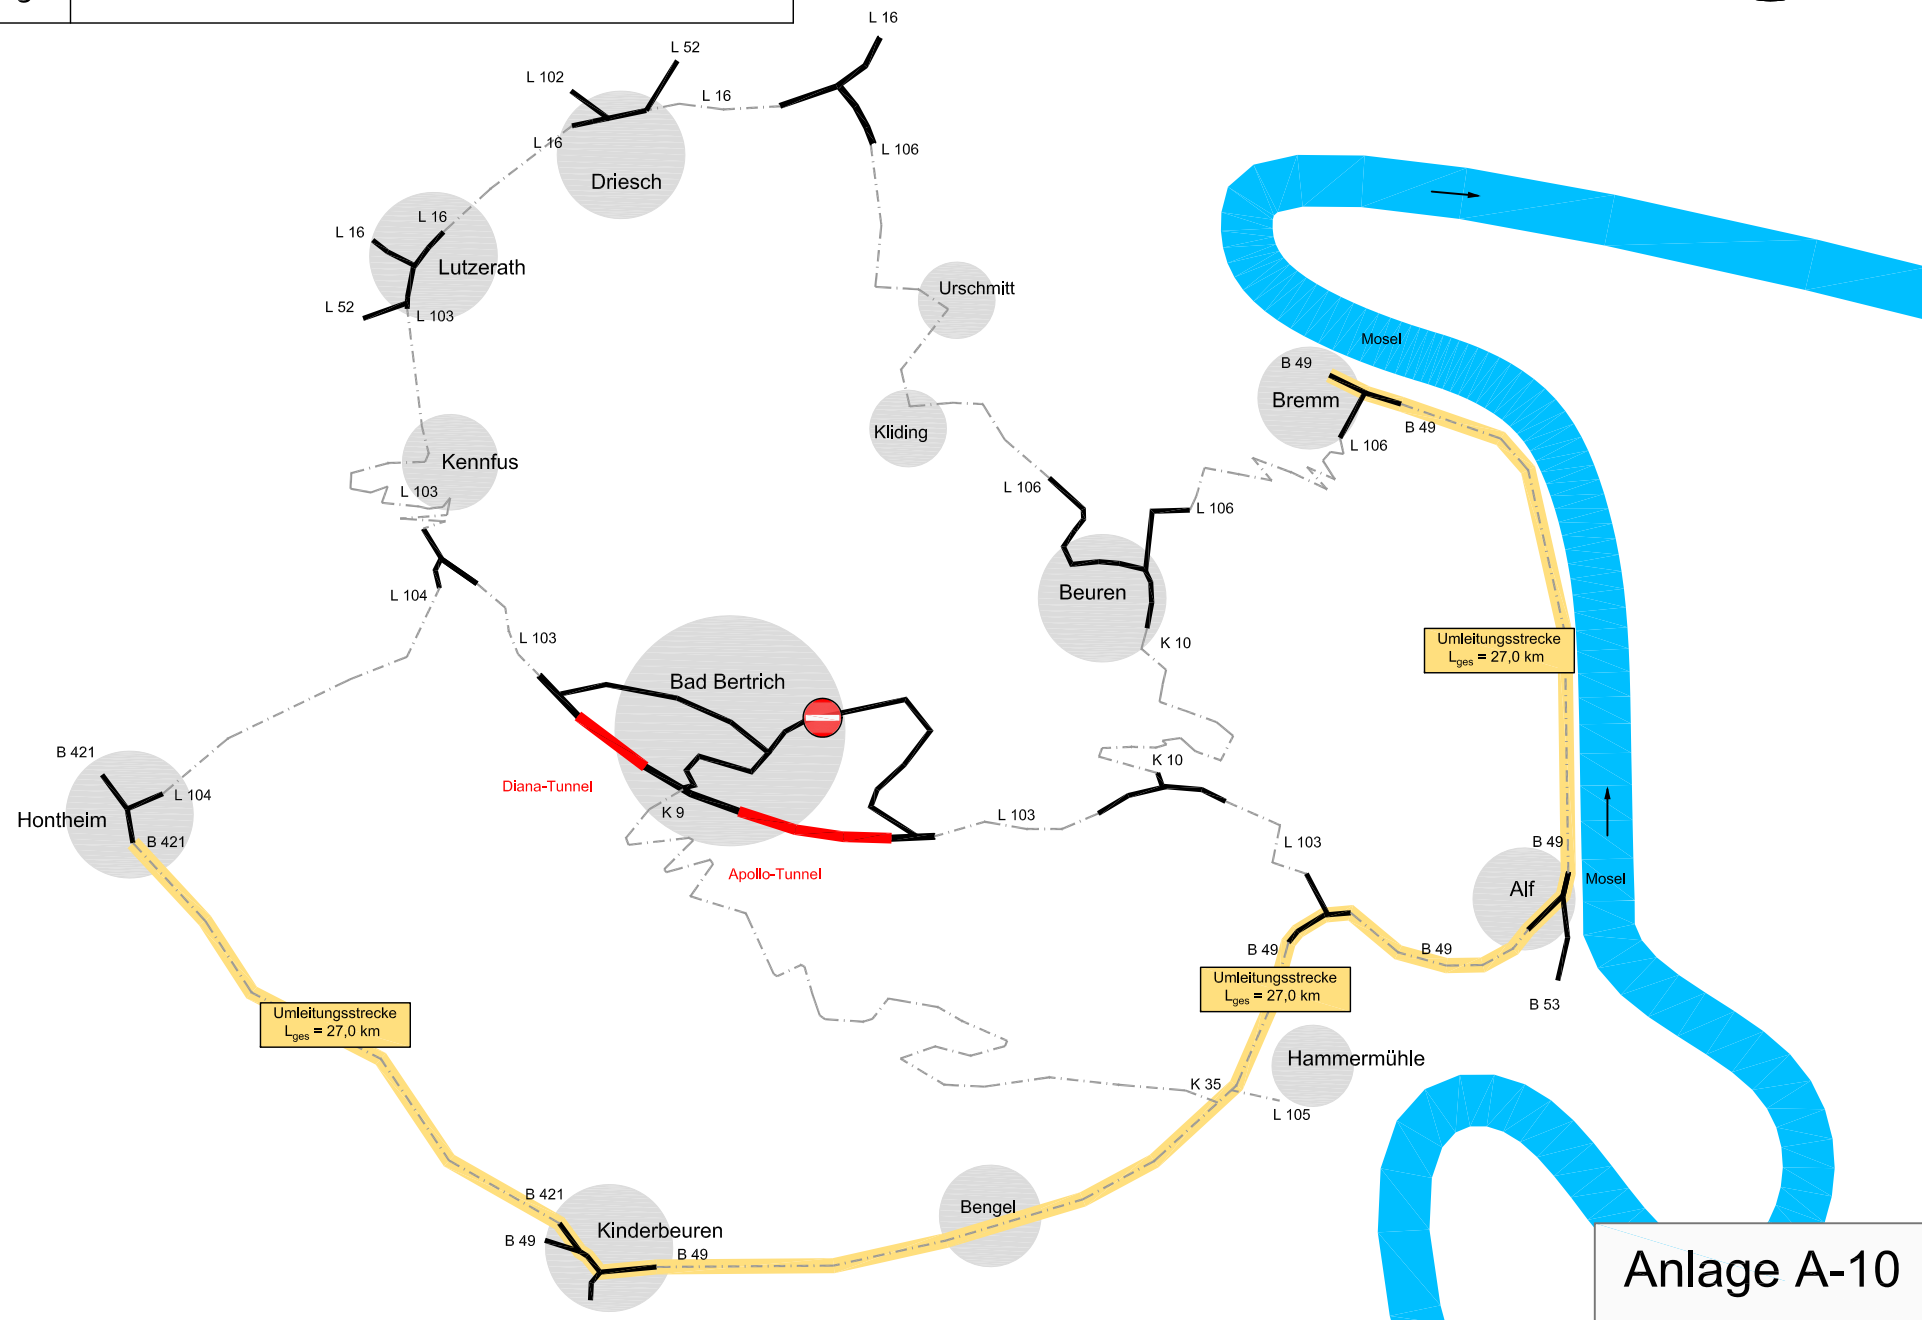 g
L 16
L 52
L 102
L 16
L 16
L 106
Driesch
L 16
L 16
Lutzerath
L 52
L 103
Urschmitt
Mosel
B 49
Bremm
B 49
L 106
Kliding
Kennfus
L 103
L 106
L 106
Beuren
L 104
L 103
K 10
Umleitungsstrecke
Lges = 27,0 km
Bad Bertrich
B 421
K 10
Diana-Tunnel
L 104
Hontheim
K 9
L 103
B 421
L 103
B 49
Apollo-Tunnel
Mosel
Alf
B 49
B 49
Umleitungsstrecke
Lges = 27,0 km
B 53
Umleitungsstrecke
Lges = 27,0 km
Hammermühle
K 35
L 105
B 421
Kinderbeuren
Bengel
B 49
B 49
Anlage A-10